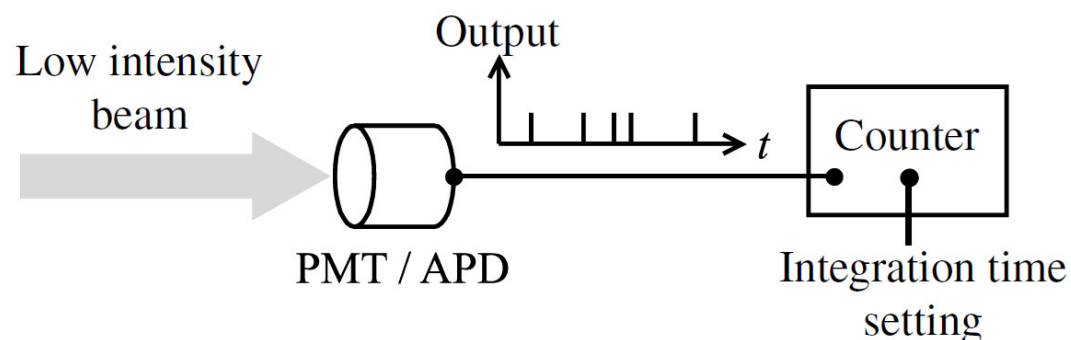 Output
Low intensity
beam
t
Counter
PMT / APD
Integration time
setting